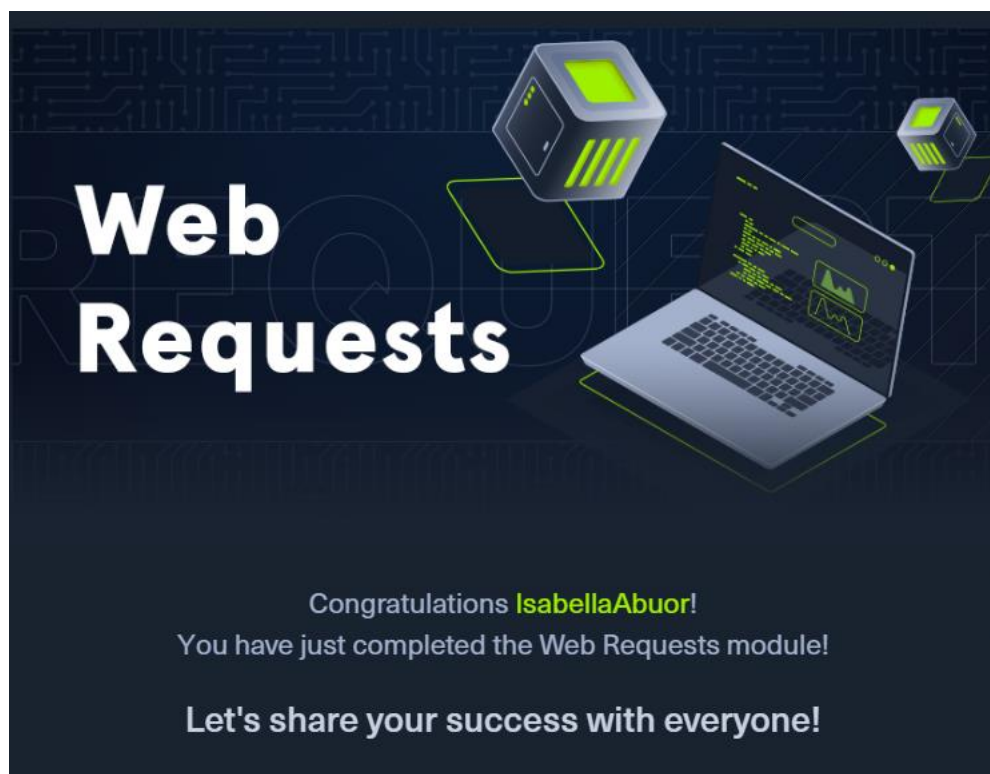 Web
Requests
Congratulations IsabellaAbuor!
You have just completed the Web Requests module!
Let's share your success with everyone!